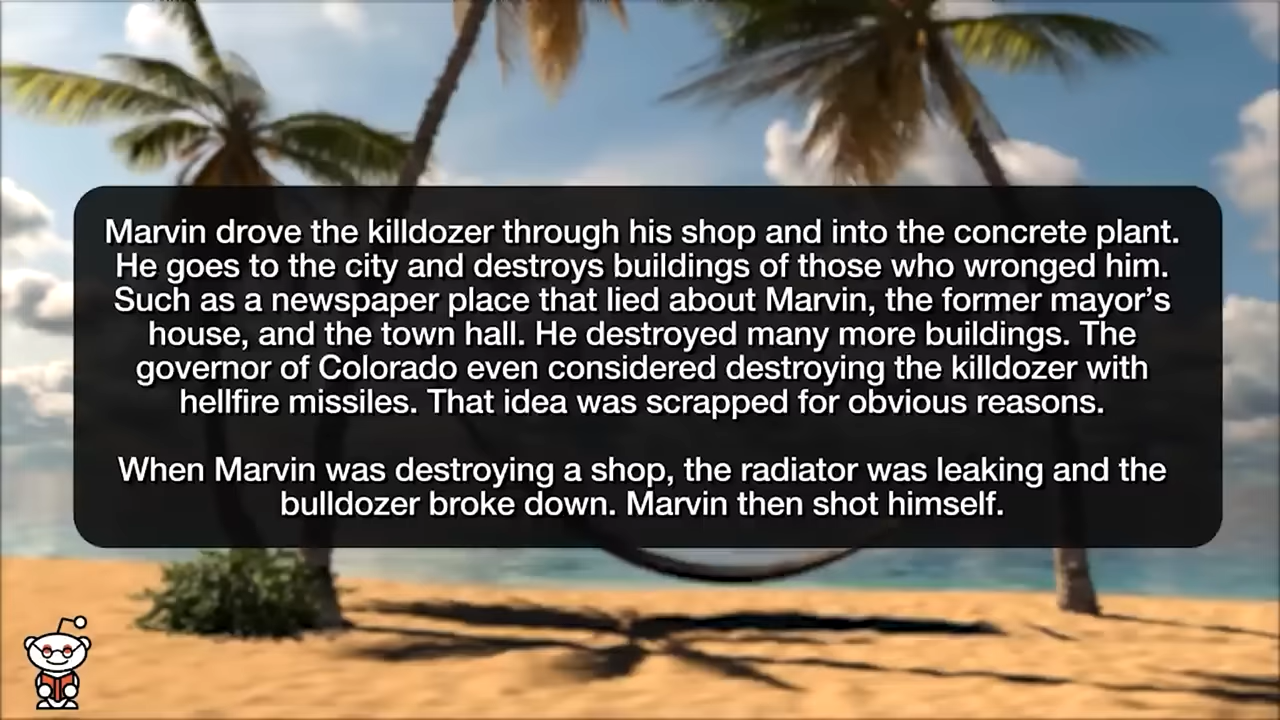 Marvin drove the killdozer through his shop and into the concrete plant.
He goes to the city and destroys buildings of those who wronged him.
Such as a newspaper place that lied about Marvin, the former mayor’s
house, and the town hall. He destroyed many more buildings. The
governor of Colorado even considered destroying the killdozer with
hellfire missiles. That idea was scrapped for obvious reasons.
When Marvin was destroying a shop, the radiator was leaking and the
bulldozer broke down. Marvin then shot himself.